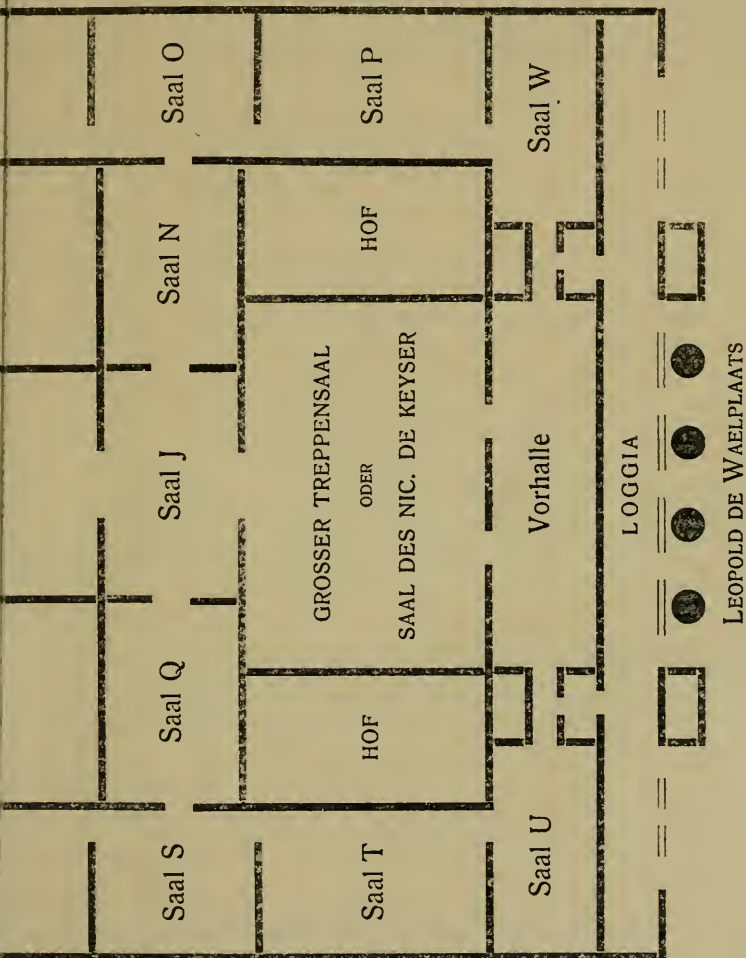 Saal S
Saal Q
Saal J
Saal N
Saal O
Saal T
HOF
GROSSER TREPPENSAAL
ODER
SAAL DES NIC. DE KEYSER
HOF
Saal P
Saal U
Vorhalle
Saal W
LOGGIA
LEOPOLD DE WAELPLAATS